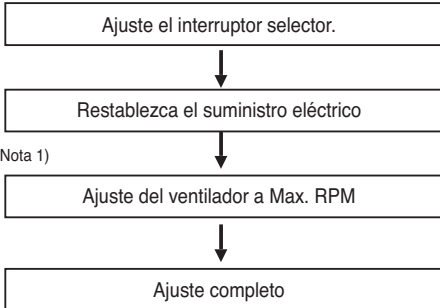 Ajuste el interruptor selector.
Restablezca el suministro eléctrico
Nota 1)
Ajuste del ventilador a Max. RPM
Ajuste completo